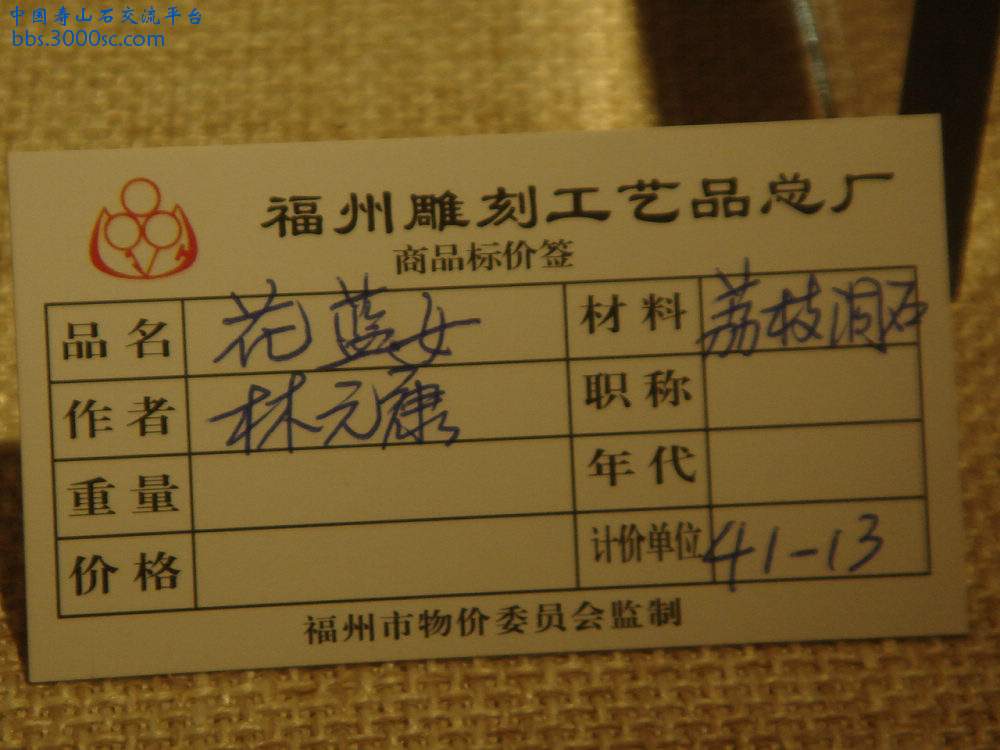 中国寿山石交流平台
bbs.3000sc.com
福州雕刻工艺品总厂
商品标价签
品名 花蓝女 材料 荔枝洞石
作者 林元康 职称
重量 年代
价格 计价单位 41-13
福州市物价委员会监制